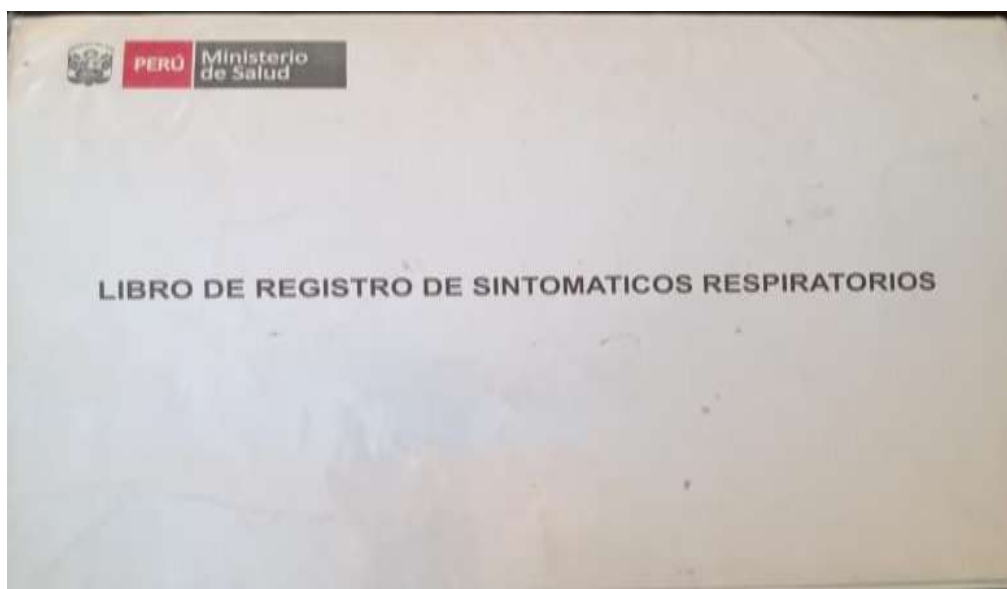 PERÚ
Ministerio
de Salud
LIBRO DE REGISTRO DE SINTOMATICOS RESPIRATORIOS